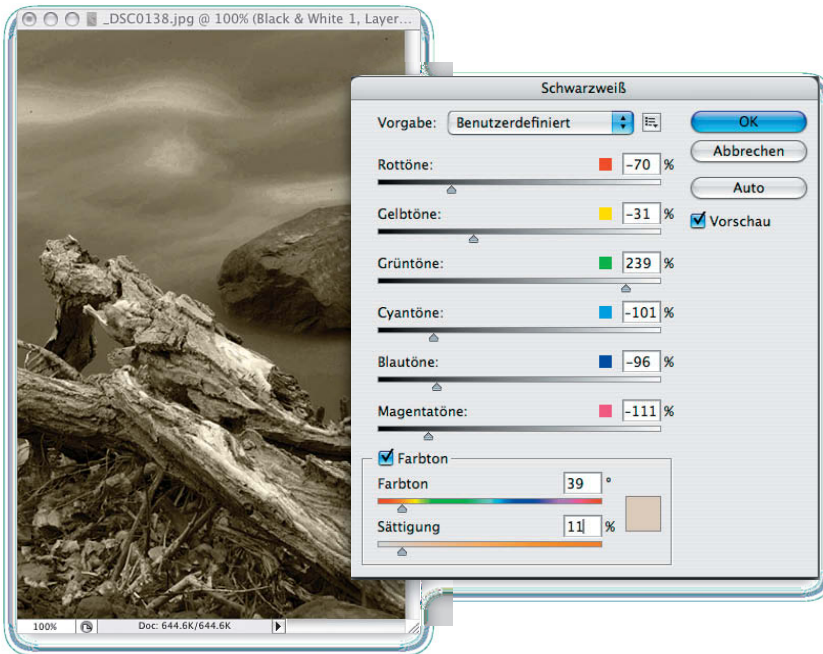 _DSC0138.jpg @ 100% (Black & White 1, Layer...
Schwarzweiß
Vorgabe: Benutzerdefiniert
OK
Abbrechen
Auto
Vorschau
Rottöne: -70 %
Gelbtöne: -31 %
Grüntöne: 239 %
Cyantöne: -101 %
Blautöne: -96 %
Magentatöne: -111 %
Farbton
Farbton 39 °
Sättigung 11 %
100% Doc: 644.6K/644.6K